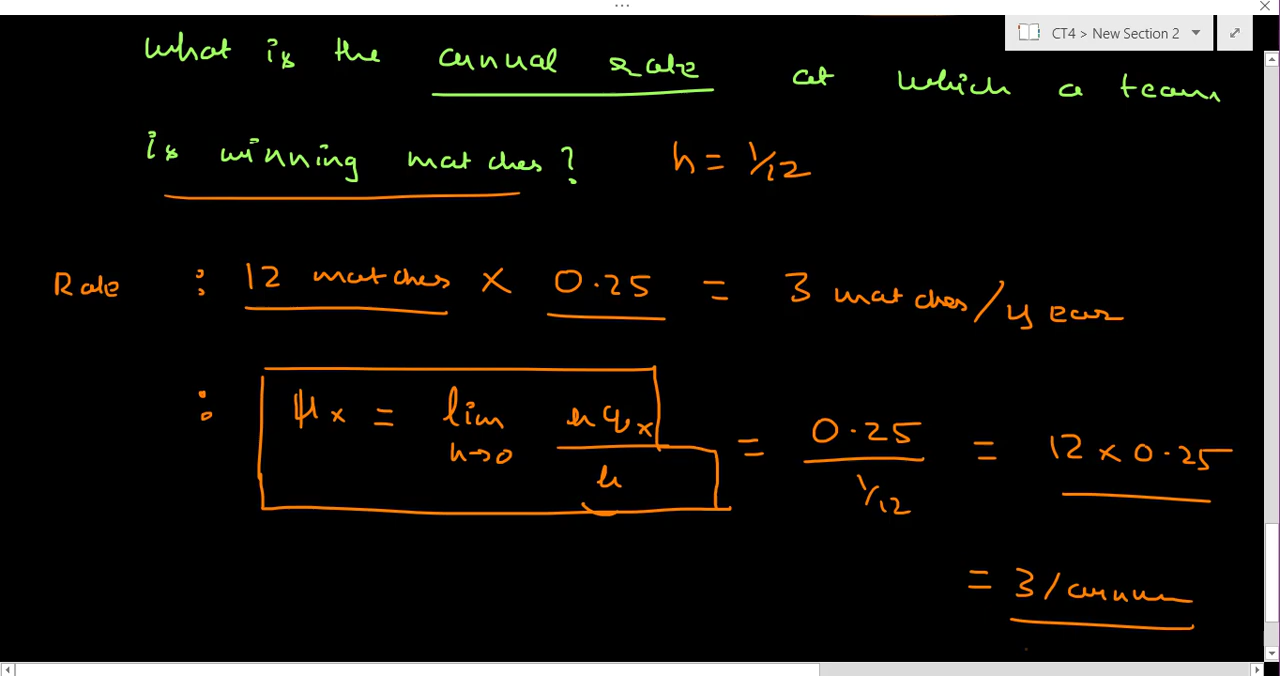 CT4 > New Section 2
What is the annual rate at which a team
is winning matches? h = 1/12
Rate : 12 matches × 0.25 = 3 matches/year
: μx = lim h→0 hqx / h = 0.25 / 1/12 = 12 × 0.25
= 3/annum